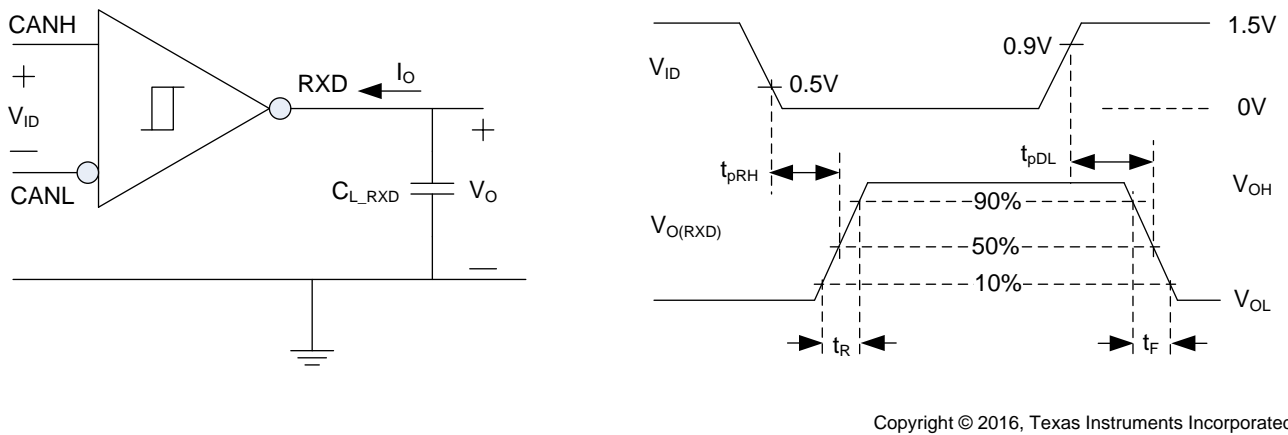 CANH
+
V_ID
—
CANL
RXD
I_O
C_L_RXD
+
V_O
—
V_ID
0.5V
0.9V
1.5V
0V
t_pRH
t_pDL
V_O(RXD)
90%
50%
10%
V_OH
V_OL
t_R
t_F
Copyright © 2016, Texas Instruments Incorporated